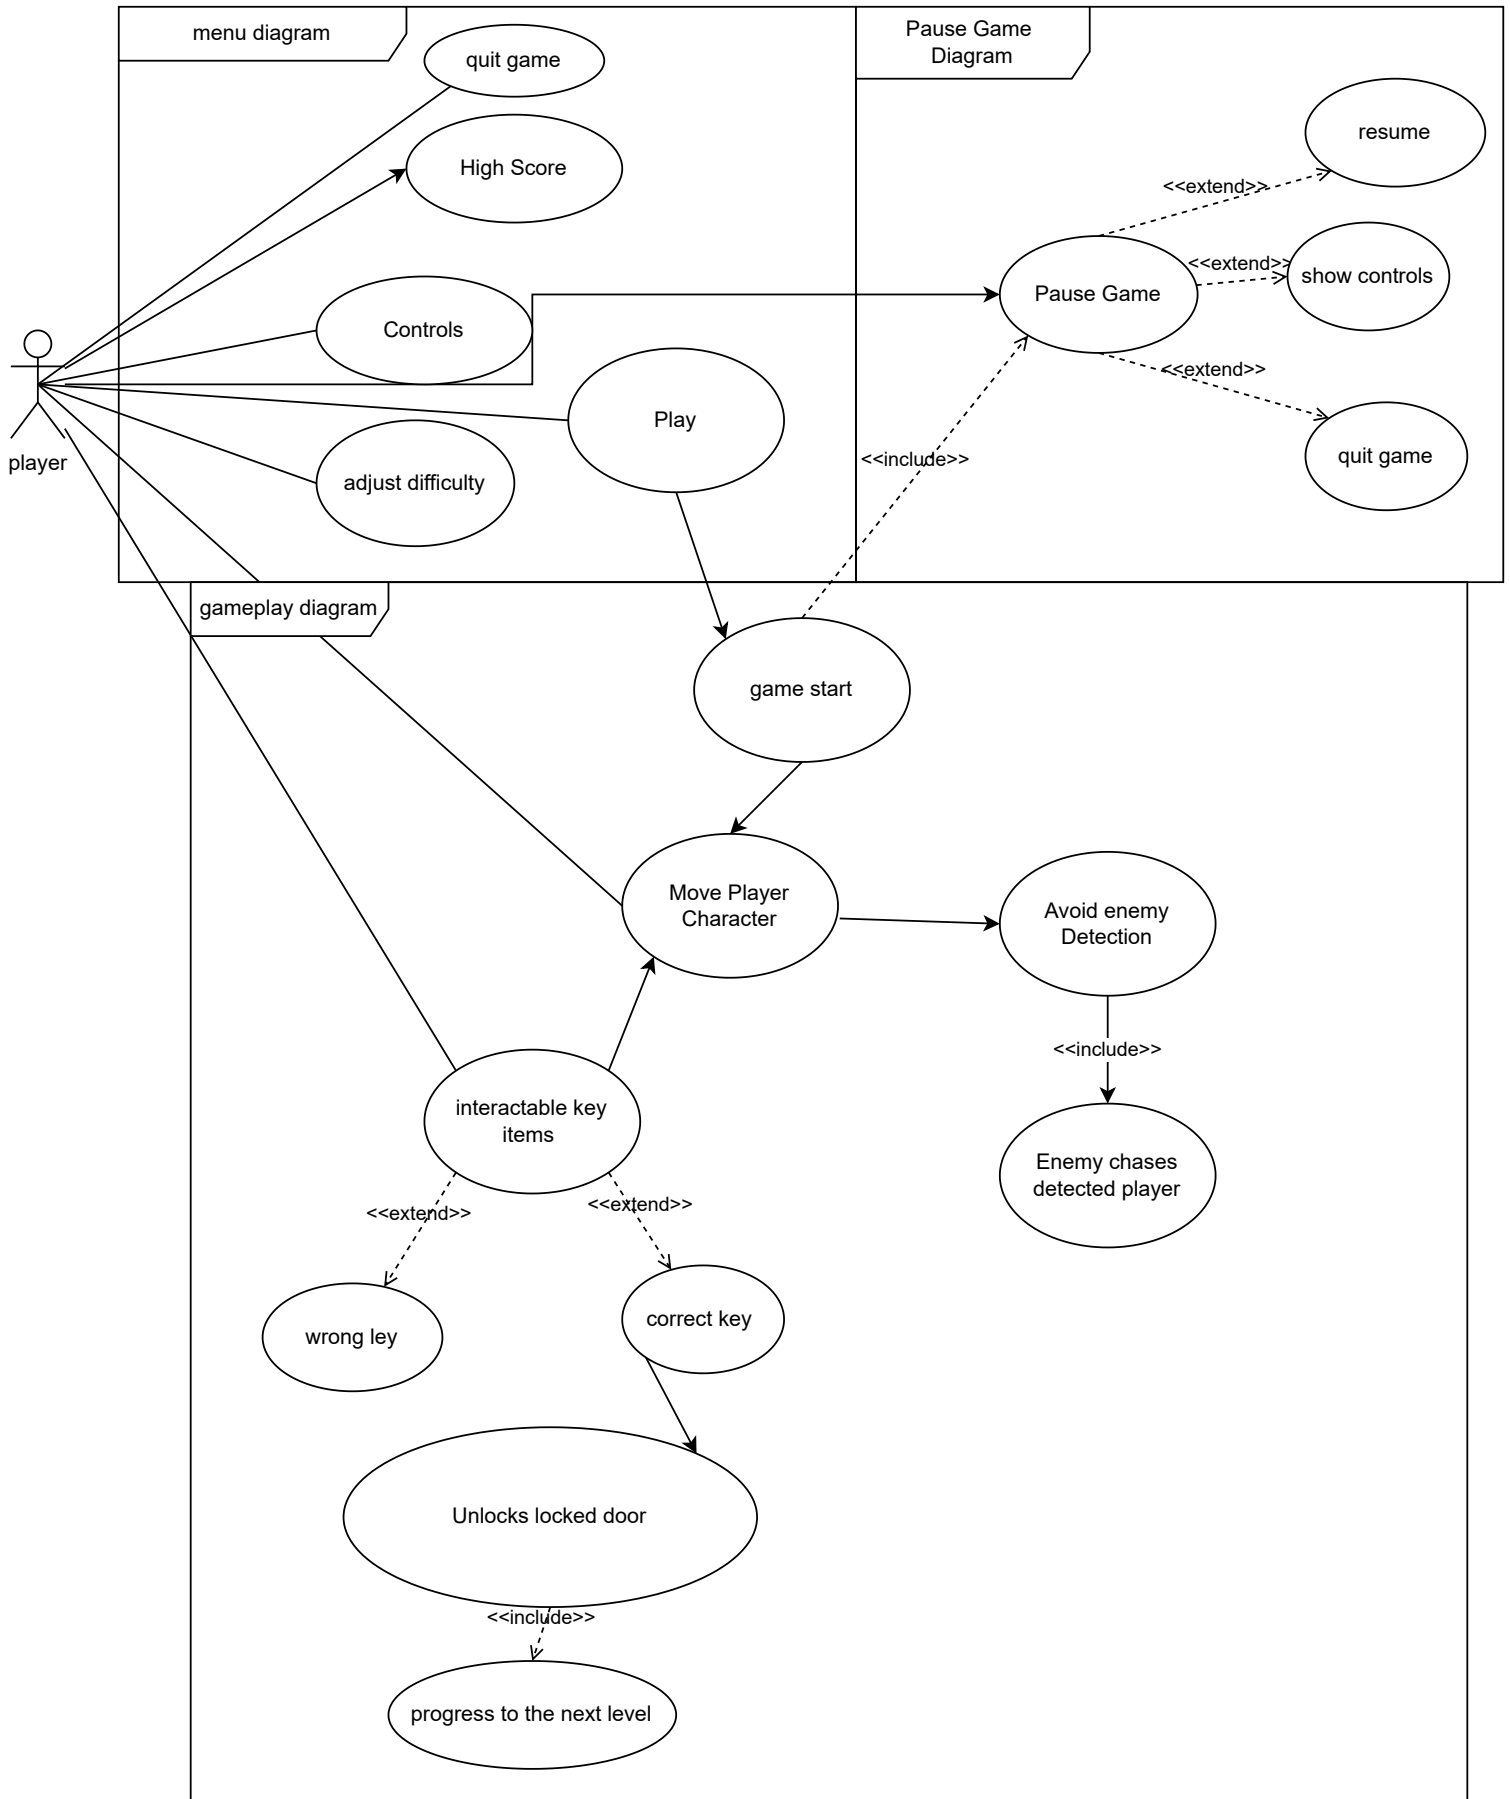 menu diagram
quit game
High Score
Controls
Play
adjust difficulty
player
Pause Game
Diagram
resume
<<extend>>
<<extend>>
show controls
Pause Game
<<extend>>
quit game
<<include>>
gameplay diagram
game start
Move Player
Character
Avoid enemy
Detection
<<include>>
Enemy chases
detected player
interactable key
items
<<extend>>
<<extend>>
wrong ley
correct key
Unlocks locked door
<<include>>
progress to the next level